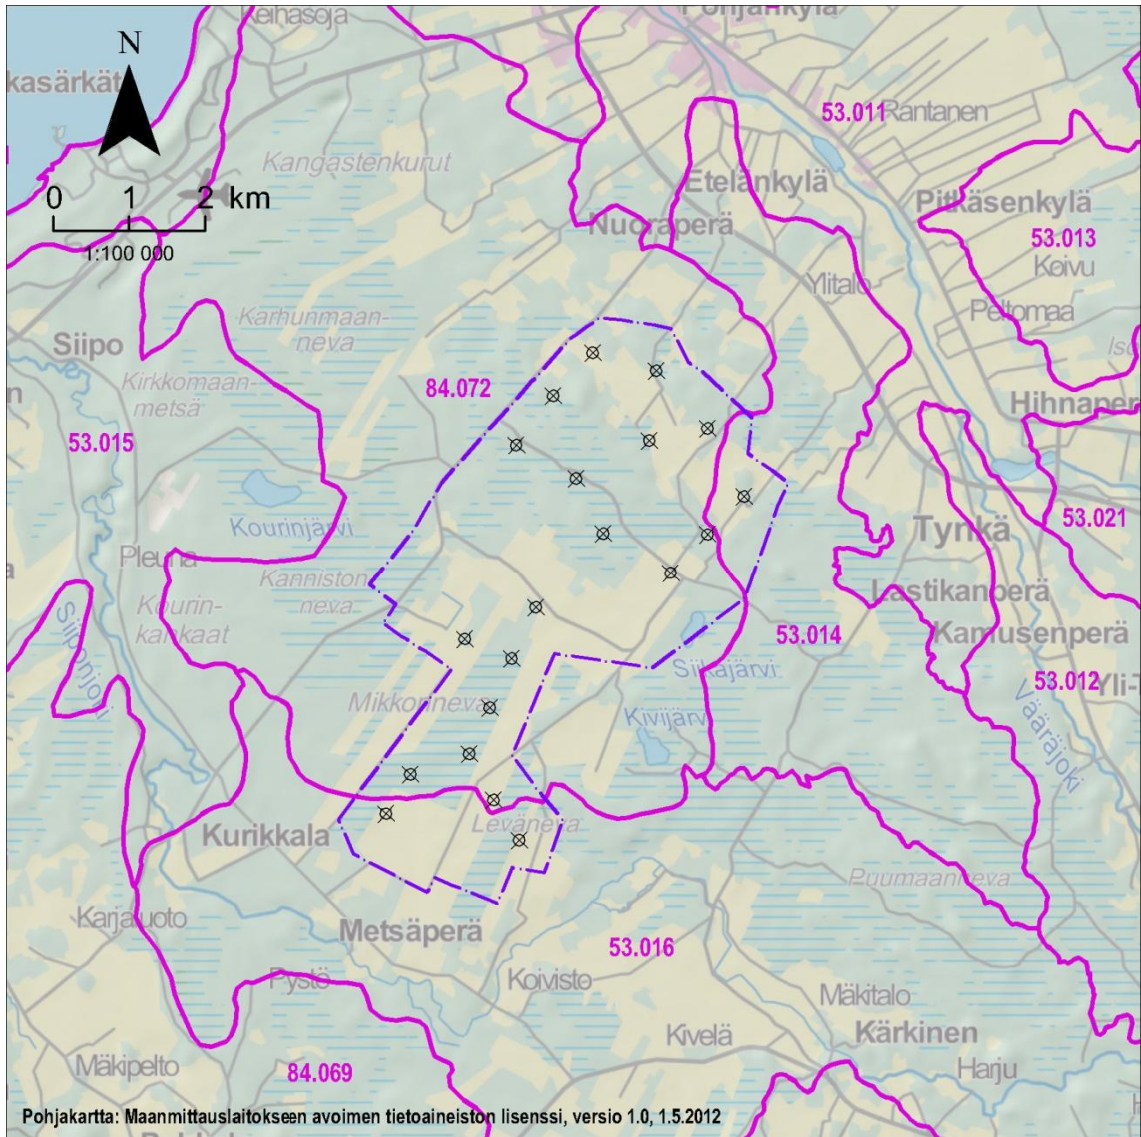 Keihäsoja
Pohjankylä
N
kasärkät
53.011
Rantanen
Kangastenkurut
Etelänkylä
0 1 2 km
Pitkäsenkylä
Nuoraperä
53.013
1:100 000
Koivu
Ylitalo
Karhunmaan-
neva
Peltomaa
Siipo
Kirkkomaan-
metsä
84.072
Hihnaper
53.015
Kourinjärvi
53.021
Tynkä
Pleuna
Kanniston
neva
Lastikanperä
Kourin-
kankaat
Siiponjoki
53.014
Kamusenperä
Siikajärvi
53.012
Yli-T
Mikkorineva
Kivijärvi
Vääräjoki
Kurikkala
Leväneva
Puumaanneva
Karjaluoto
Metsäperä
53.016
Pystö
Koivisto
Mäkitalo
Kivelä
Kärkinen
Mäkipelto
84.069
Harju
Pohjakartta: Maanmittauslaitokseen avoimen tietoaineiston lisenssi, versio 1.0, 1.5.2012